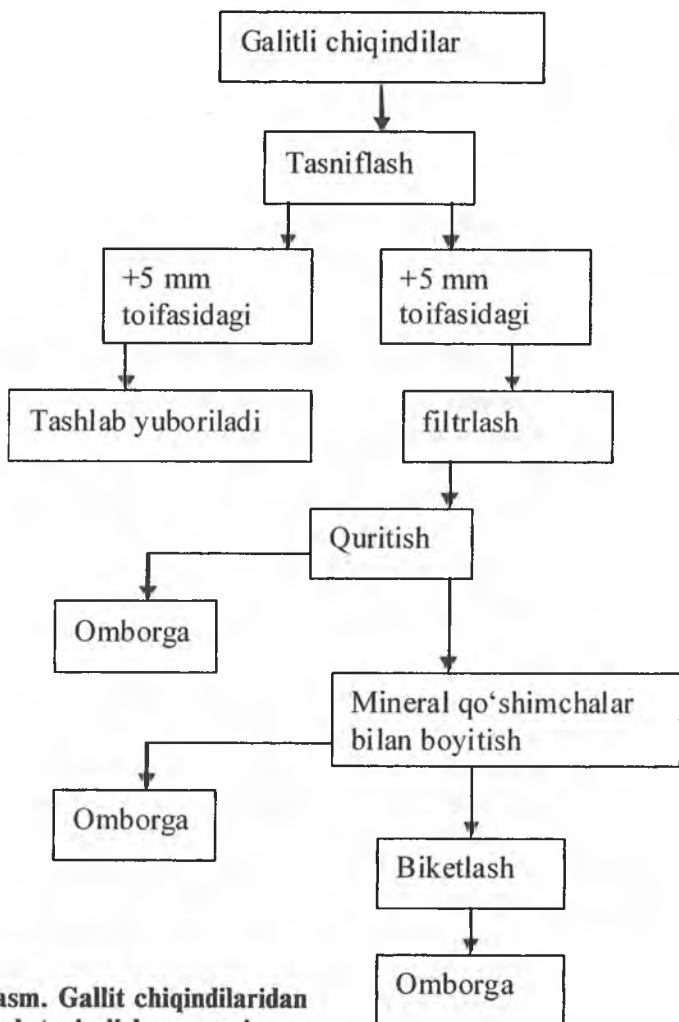 Galitli chiqindilar
Tasniflash
+5 mm
toifasidagi
+5 mm
toifasidagi
Tashlab yuboriladi
filtrlash
Quritish
Omborga
Mineral qo‘shimchalar
bilan boyitish
Omborga
Biketlash
Omborga
asm. Gallit chiqindilaridan